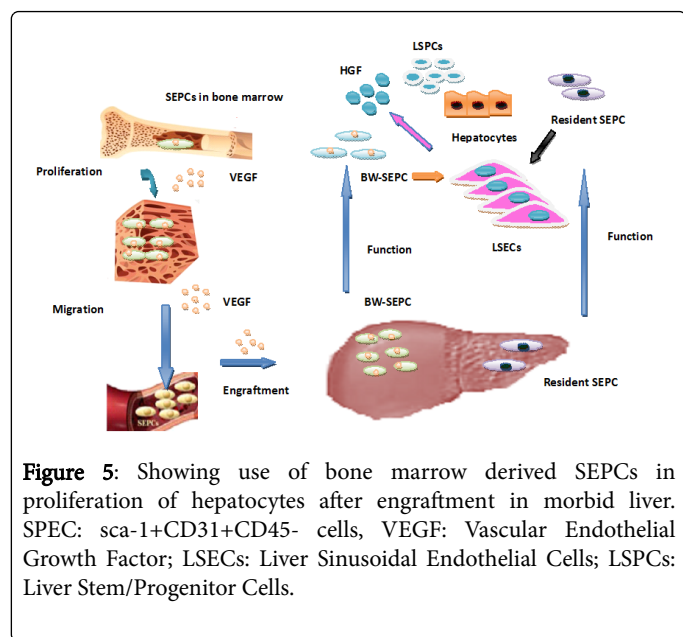 LSPCs
HGF
SEPCs in bone marrow
Hepatocytes
Resident SEPC
Proliferation
VEGF
BW-SEPC
LSECs
Function
Function
Migration
VEGF
BW-SEPC
Engraftment
Resident SEPC
SEPCs
Figure 5: Showing use of bone marrow derived SEPCs in
proliferation of hepatocytes after engraftment in morbid liver.
SPEC: sca-1+CD31+CD45- cells, VEGF: Vascular Endothelial
Growth Factor; LSECs: Liver Sinusoidal Endothelial Cells; LSPCs:
Liver Stem/Progenitor Cells.